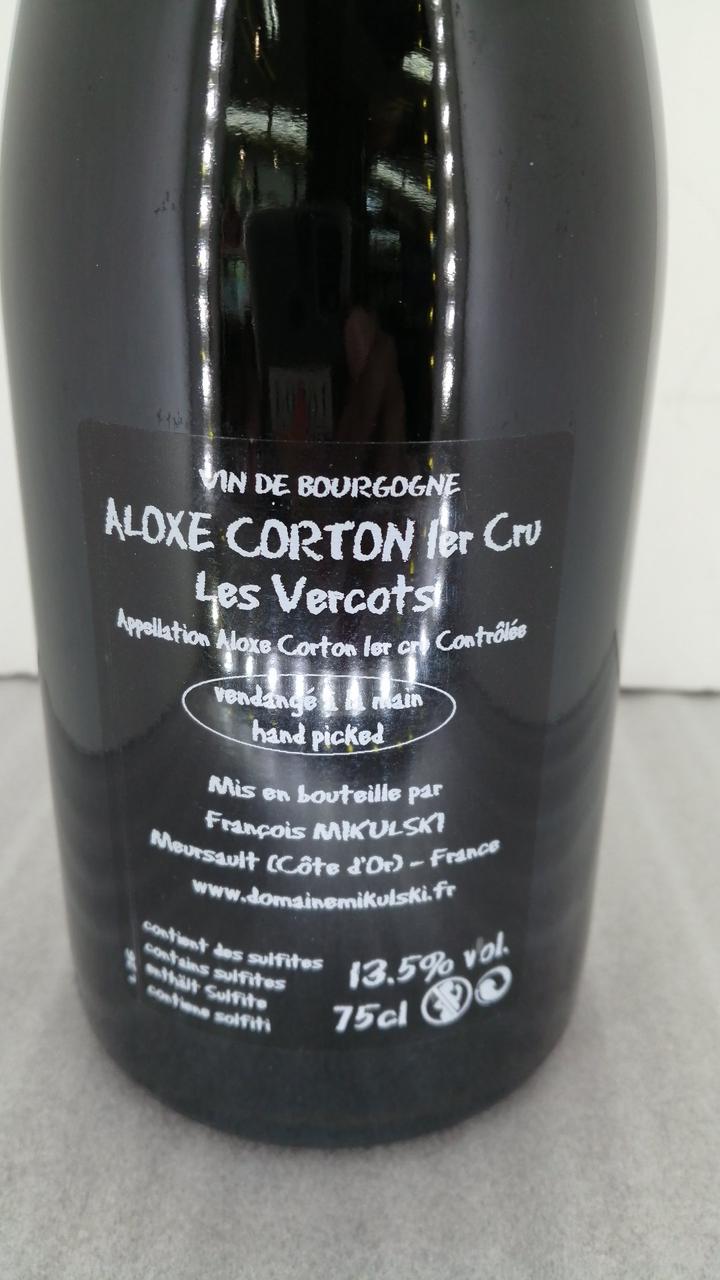 VIN DE BOURGOGNE
ALOXE CORTON 1er Cru
Les Vercots
Appellation Aloxe Corton 1er cru Contrôlée
vendangé à la main
hand picked
Mis en bouteille par
François MIKULSKI
Meursault (Côte d'Or) - France
www.domainemikulski.fr
contient des sulfites
contains sulfites
enthält Sulfite
contiene solfiti
13.5% vol.
75cl